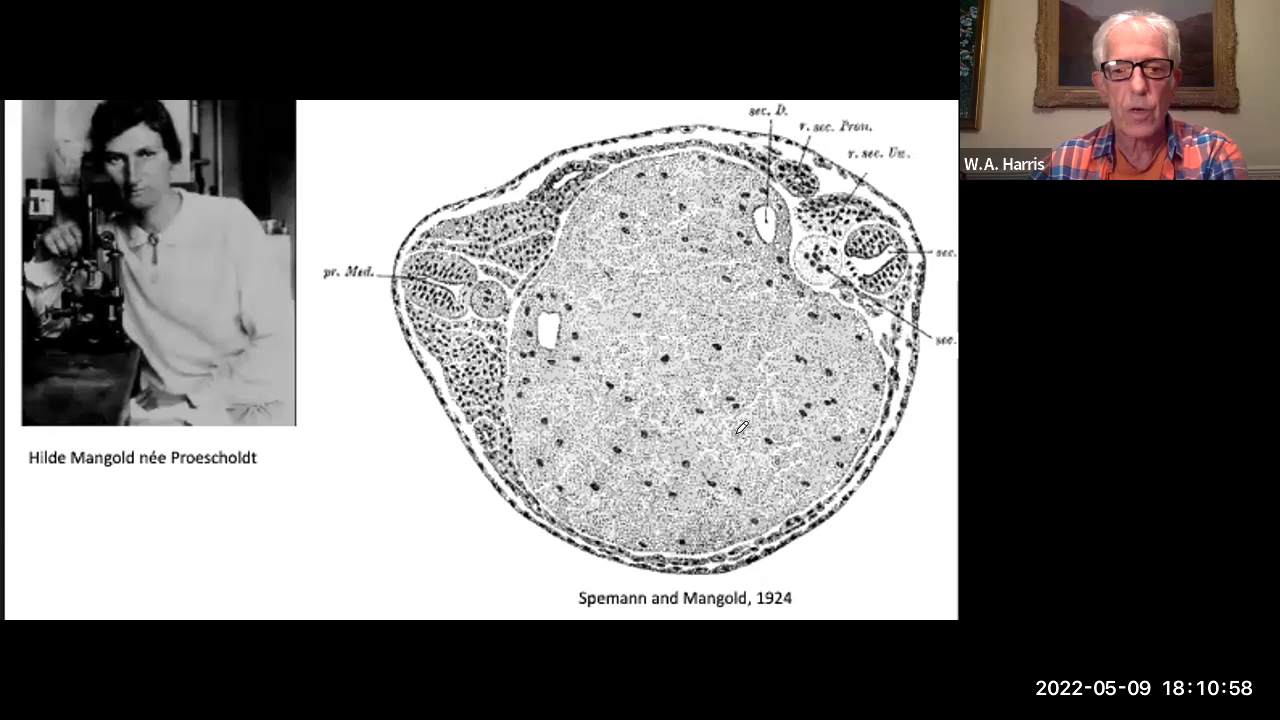 W.A. Harris
sec. D.
r. sec. Pron.
r. sec. Us.
pr. Med.
sec.
sec.
Hilde Mangold née Proescholdt
Spemann and Mangold, 1924
2022-05-09 18:10:58